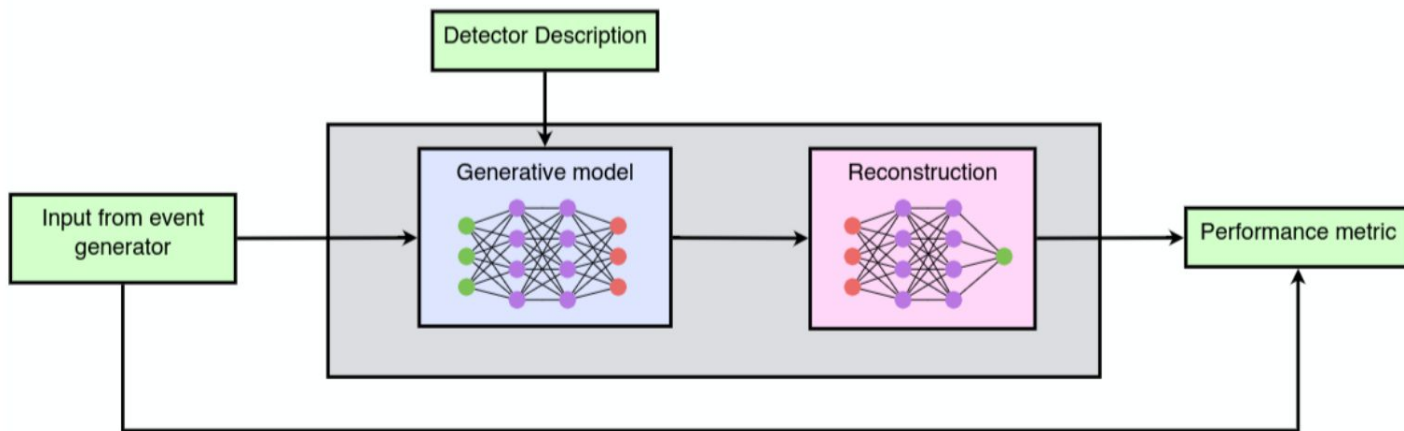 Detector Description
Generative model
Reconstruction
Input from event
generator
Performance metric